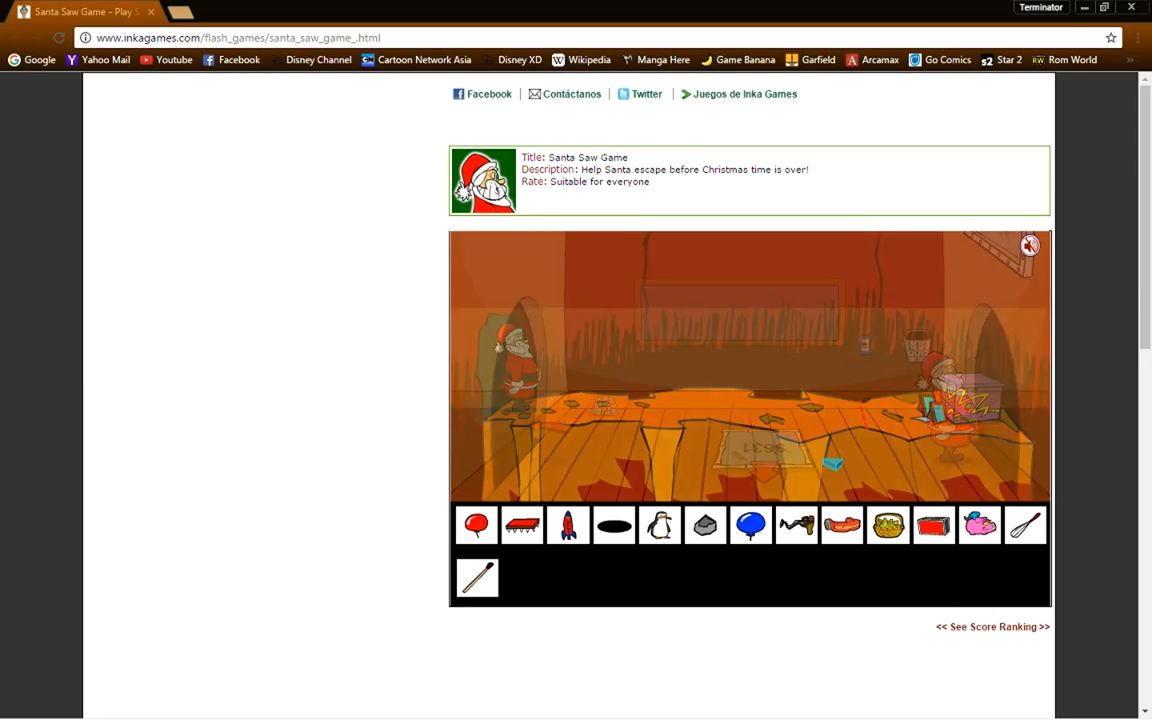 Santa Saw Game - Play S
Terminator
www.inkagames.com/flash_games/santa_saw_game_.html
Google Yahoo Mail Youtube Facebook Disney Channel Cartoon Network Asia Disney XD Wikipedia Manga Here Game Banana Garfield Arcamax Go Comics Star 2 Rom World
Facebook | Contáctanos | Twitter | Juegos de Inka Games
Title: Santa Saw Game
Description: Help Santa escape before Christmas time is over!
Rate: Suitable for everyone
<< See Score Ranking >>